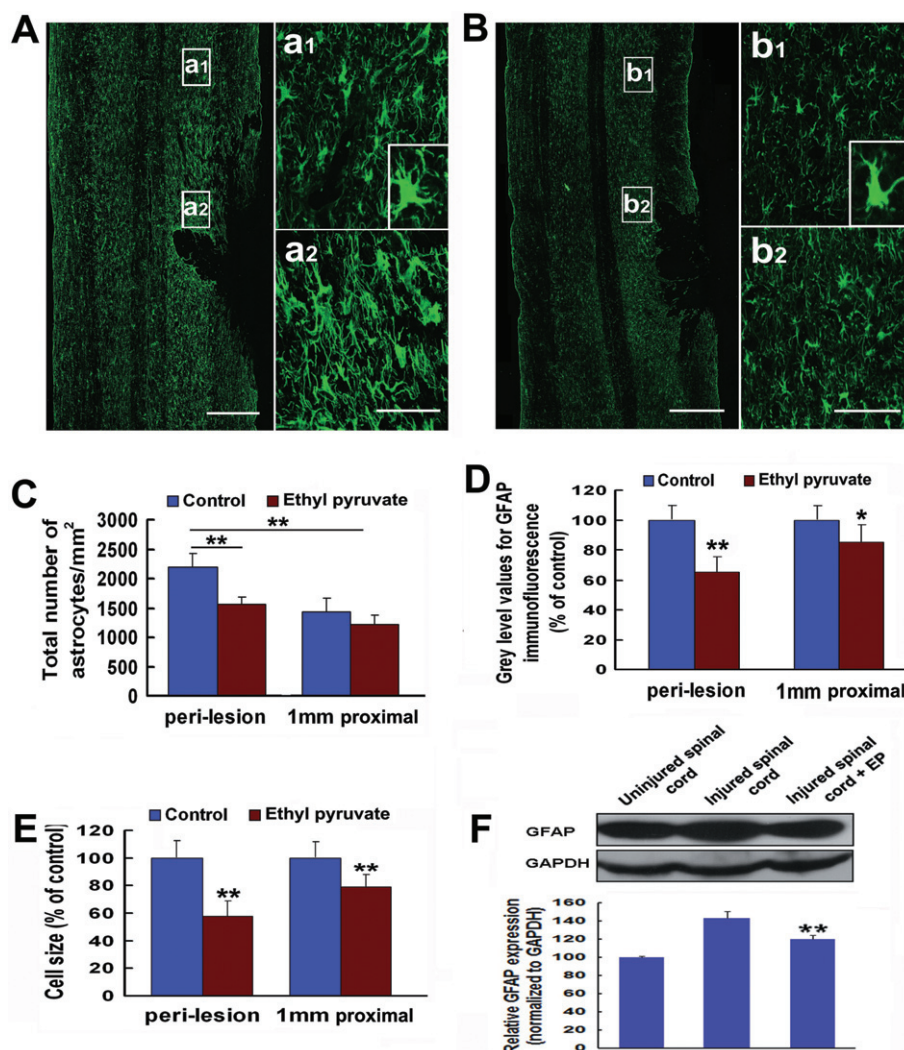 A
a1
a1
a2
a2
B
b1
b1
b2
b2
C
Control
Ethyl pyruvate
Total number of
astrocytes/mm²
3000
2500
2000
1500
1000
500
0
**
**
peri-lesion
1mm proximal
D
Control
Ethyl pyruvate
Grey level values for GFAP
immunofluorescence
(% of control)
120
100
80
60
40
20
0
**
*
peri-lesion
1mm proximal
E
Control
Ethyl pyruvate
Cell size (% of control)
120
100
80
60
40
20
0
**
**
peri-lesion
1mm proximal
F
Uninjured spinal
cord
Injured spinal
cord
Injured spinal
cord + EP
GFAP
GAPDH
Relative GFAP expression
(normalized to GAPDH)
160
140
120
100
80
60
40
20
0
**